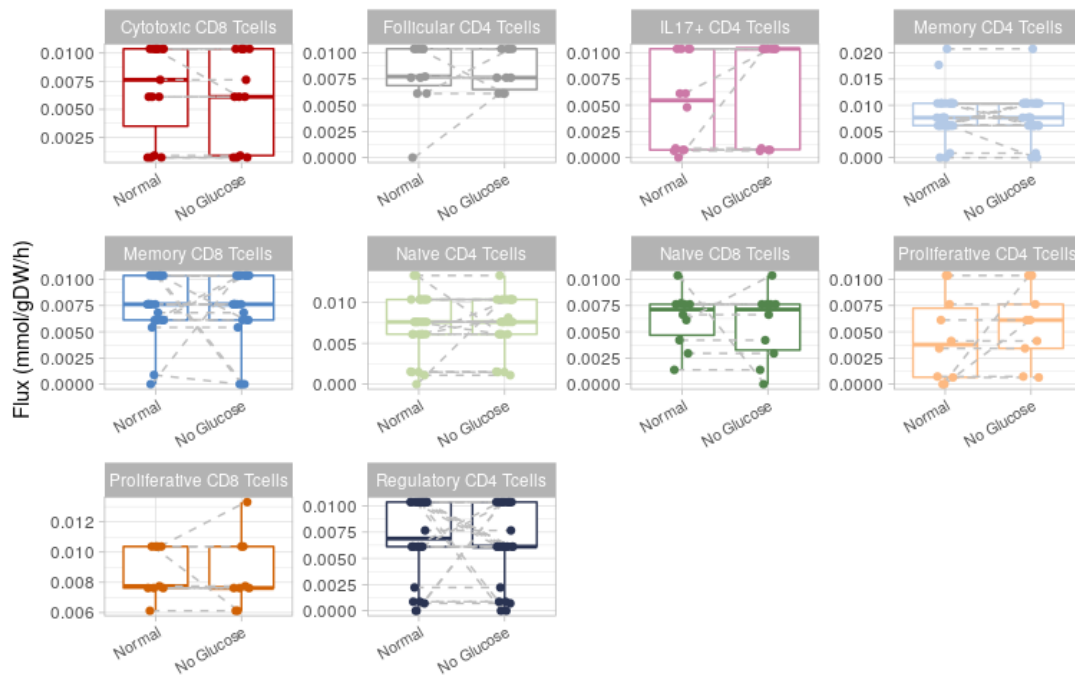 Cytotoxic CD8 Tcells
Follicular CD4 Tcells
IL17+ CD4 Tcells
Memory CD4 Tcells
0.0100
0.0075
0.0050
0.0025
Normal
No Glucose
0.0100
0.0075
0.0050
0.0025
0.0000
Normal
No Glucose
0.0100
0.0075
0.0050
0.0025
0.0000
Normal
No Glucose
0.020
0.015
0.010
0.005
0.000
Normal
No Glucose
Flux (mmol/gDW/h)
Memory CD8 Tcells
Naïve CD4 Tcells
Naïve CD8 Tcells
Proliferative CD4 Tcells
0.0100
0.0075
0.0050
0.0025
0.0000
Normal
No Glucose
0.010
0.005
0.000
Normal
No Glucose
0.0100
0.0075
0.0050
0.0025
0.0000
Normal
No Glucose
0.0100
0.0075
0.0050
0.0025
0.0000
Normal
No Glucose
Proliferative CD8 Tcells
Regulatory CD4 Tcells
0.012
0.010
0.008
0.006
Normal
No Glucose
0.0100
0.0075
0.0050
0.0025
0.0000
Normal
No Glucose